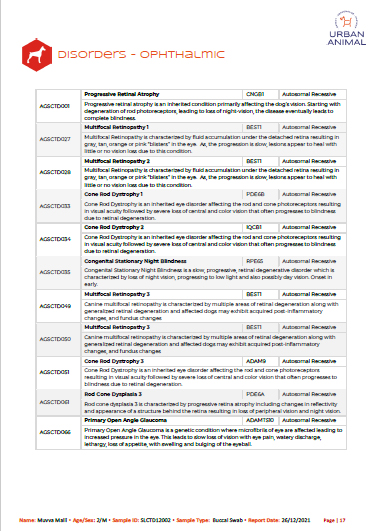 URBAN
ANIMAL
DISORDERS - OPHTHALMIC
Progressive Retinal Atrophy CNGB1 Autosomal Recessive
AGSCTD001
Progressive retinal atrophy is an inherited condition primarily affecting the dog's vision. Starting with
degeneration of rod photoreceptors, leading to loss of night-vision, the disease eventually leads to
complete blindness.
Multifocal Retinopathy 1 BEST1 Autosomal Recessive
AGSCTD027
Multifocal Retinopathy is characterized by fluid accumulation under the detached retina resulting in
gray, tan, orange or pink "blisters" in the eye. As, the progression is slow, lesions appear to heal with
little or no vision loss due to this condition.
Multifocal Retinopathy 2 BEST1 Autosomal Recessive
AGSCTD028
Multifocal Retinopathy is characterized by fluid accumulation under the detached retina resulting in
gray, tan, orange or pink "blisters" in the eye. As, the progression is slow, lesions appear to heal with
little or no vision loss due to this condition.
Cone Rod Dystrophy 1 PDE6B Autosomal Recessive
AGSCTD033
Cone Rod Dystrophy is an inherited eye disorder affecting the rod and cone photoreceptors resulting
in visual acuity followed by severe loss of central and color vision that often progresses to blindness
due to retinal degeneration.
Cone Rod Dystrophy 2 IQCB1 Autosomal Recessive
AGSCTD034
Cone Rod Dystrophy is an inherited eye disorder affecting the rod and cone photoreceptors resulting
in visual acuity followed by severe loss of central and color vision that often progresses to blindness
due to retinal degeneration.
Congenital Stationary Night Blindness RPE65 Autosomal Recessive
AGSCTD035
Congenital Stationary Night Blindness is a slow, progressive, retinal degenerative disorder which is
characterized by loss of night vision, progressing to low light and also possibly day vision. Onset in
early.
Multifocal Retinopathy 3 BEST1 Autosomal Recessive
AGSCTD049
Canine multifocal retinopathy is characterized by multiple areas of retinal degeneration along with
generalized retinal degeneration and affected dogs may exhibit acquired post-inflammatory
changes, and fundus changes
Multifocal Retinopathy 3 BEST1 Autosomal Recessive
AGSCTD050
Canine multifocal retinopathy is characterized by multiple areas of retinal degeneration along with
generalized retinal degeneration and affected dogs may exhibit acquired post-inflammatory
changes, and fundus changes
Cone Rod Dystrophy 3 ADAM9 Autosomal Recessive
AGSCTD051
Cone Rod Dystrophy is an inherited eye disorder affecting the rod and cone photoreceptors
resulting in visual acuity followed by severe loss of central and color vision that often progresses to
blindness due to retinal degeneration.
Rod Cone Dysplasia 3 PDE6A Autosomal Recessive
AGSCTD061
Rod cone dysplasia 3 is characterized by progressive retina atrophy including changes in reflectivity
and appearance of a structure behind the retina resulting in loss of peripheral vision and night vision.
Primary Open Angle Glaucoma ADAMTS10 Autosomal Recessive
AGSCTD066
Primary Open Angle Glaucoma is a genetic condition where microfibrils of eye are affected leading to
increased pressure in the eye. This leads to slow loss of vision with eye pain, watery discharge,
lethargy, loss of appetite, with swelling and bulging of the eyeball.
Name: Muvva Malli • Age/Sex: 2/M • Sample ID: SLCTD12002 • Sample Type: Buccal Swab • Report Date: 26/12/2021 Page | 17